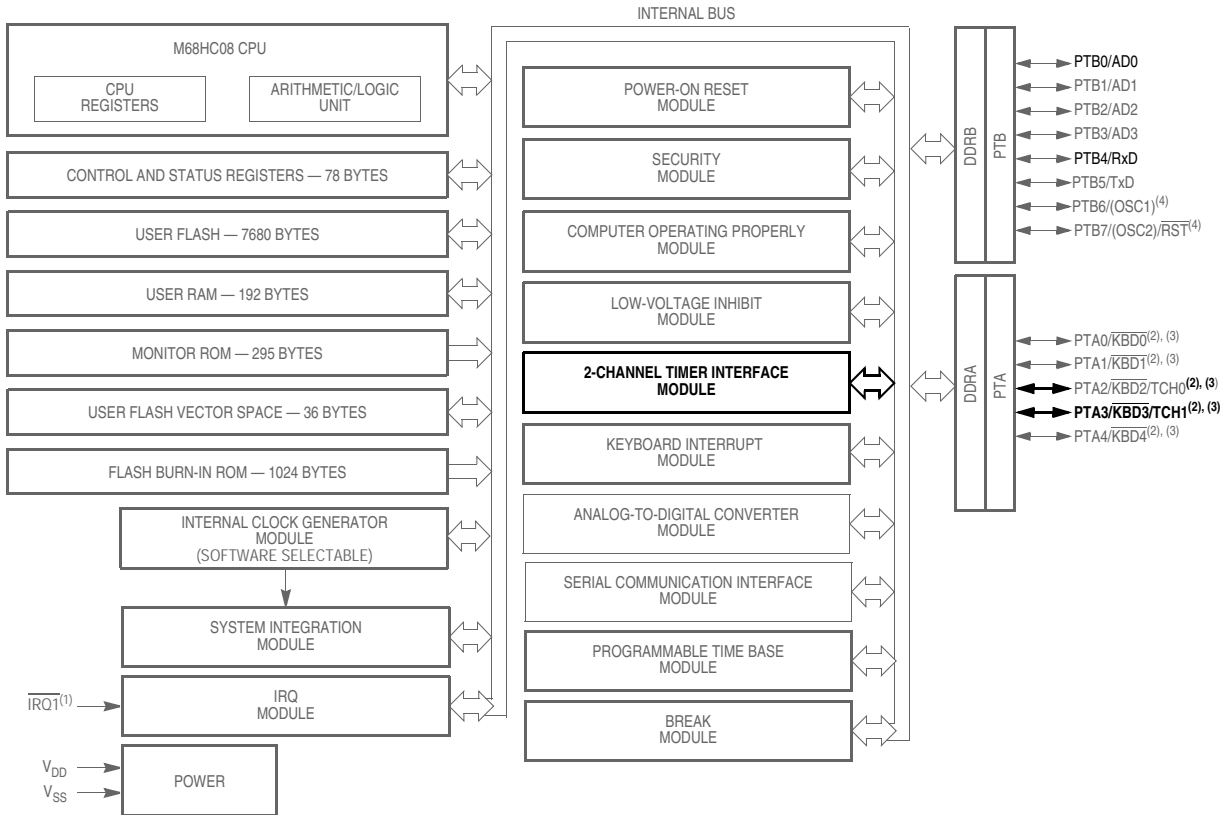 INTERNAL BUS
M68HC08 CPU
CPU
REGISTERS
ARITHMETIC/LOGIC
UNIT
CONTROL AND STATUS REGISTERS — 78 BYTES
USER FLASH — 7680 BYTES
USER RAM — 192 BYTES
MONITOR ROM — 295 BYTES
USER FLASH VECTOR SPACE — 36 BYTES
FLASH BURN-IN ROM — 1024 BYTES
INTERNAL CLOCK GENERATOR
MODULE
(SOFTWARE SELECTABLE)
SYSTEM INTEGRATION
MODULE
IRQ1(1)
IRQ
MODULE
VDD
VSS
POWER
POWER-ON RESET
MODULE
SECURITY
MODULE
COMPUTER OPERATING PROPERLY
MODULE
LOW-VOLTAGE INHIBIT
MODULE
2-CHANNEL TIMER INTERFACE
MODULE
KEYBOARD INTERRUPT
MODULE
ANALOG-TO-DIGITAL CONVERTER
MODULE
SERIAL COMMUNICATION INTERFACE
MODULE
PROGRAMMABLE TIME BASE
MODULE
BREAK
MODULE
DDRB
PTB
PTB0/AD0
PTB1/AD1
PTB2/AD2
PTB3/AD3
PTB4/RxD
PTB5/TxD
PTB6/(OSC1)(4)
PTB7/(OSC2)/RST(4)
DDRA
PTA
PTA0/KBD0(2), (3)
PTA1/KBD1(2), (3)
PTA2/KBD2/TCH0(2), (3)
PTA3/KBD3/TCH1(2), (3)
PTA4/KBD4(2), (3)